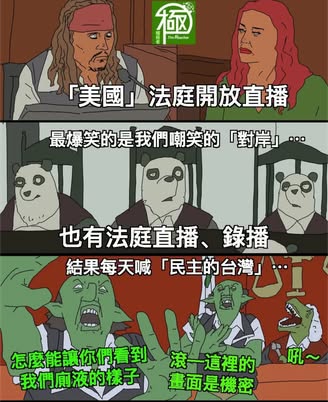 極
「美國」法庭開放直播
最爆笑的是我們嘲笑的「對岸」…
也有法庭直播、錄播
結果每天喊「民主的台灣」…
怎麼能讓你們看到
我們廁液的樣子
滾一這裡的
畫面是機密
吼～